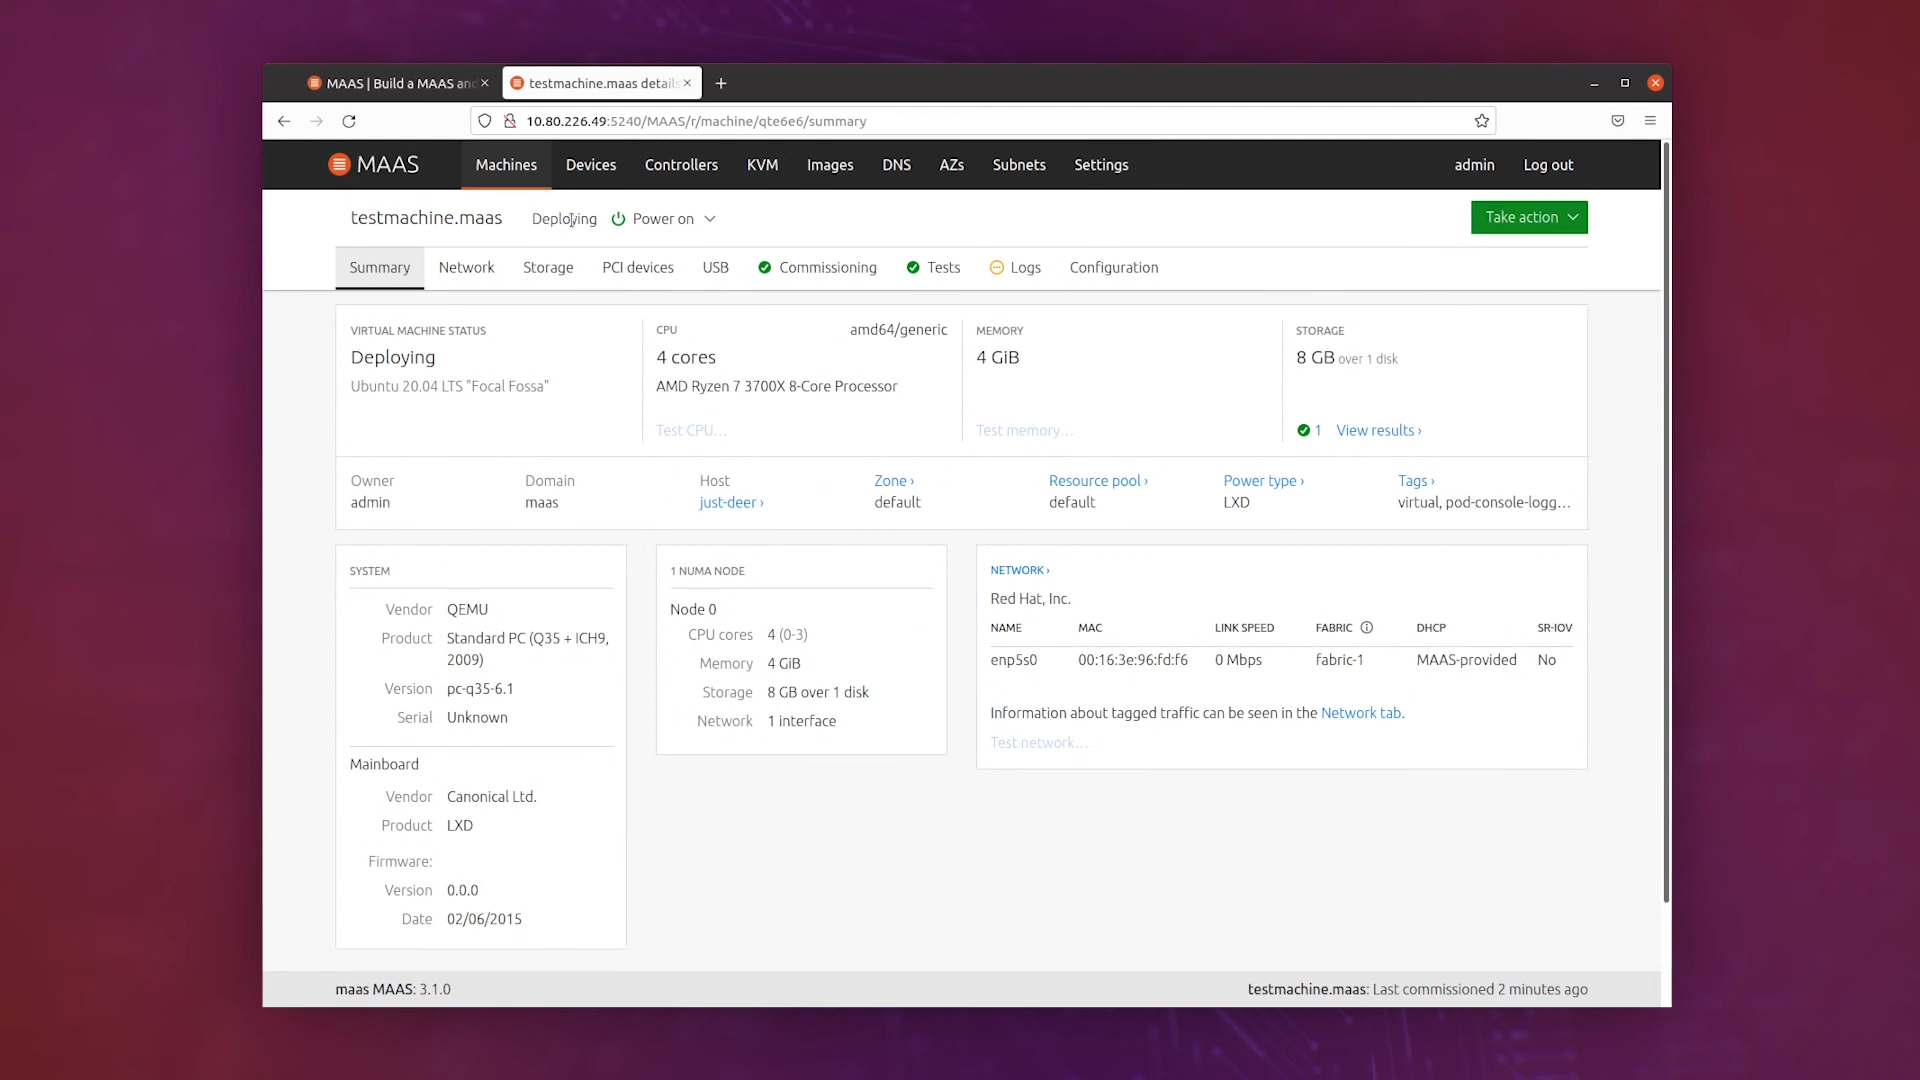 MAAS | Build a MAAS and
testmachine.maas details
10.80.226.49:5240/MAAS/r/machine/qte6e6/summary
MAAS Machines Devices Controllers KVM Images DNS AZs Subnets Settings admin Log out
testmachine.maas Deploying Power on Take action
Summary Network Storage PCI devices USB Commissioning Tests Logs Configuration
VIRTUAL MACHINE STATUS
Deploying
Ubuntu 20.04 LTS "Focal Fossa"
CPU amd64/generic
4 cores
AMD Ryzen 7 3700X 8-Core Processor
Test CPU…
MEMORY
4 GiB
Test memory…
STORAGE
8 GB over 1 disk
1 View results ›
Owner
admin
Domain
maas
Host
just-deer ›
Zone ›
default
Resource pool ›
default
Power type ›
LXD
Tags ›
virtual, pod-console-logg…
SYSTEM
Vendor QEMU
Product Standard PC (Q35 + ICH9,
2009)
Version pc-q35-6.1
Serial Unknown
Mainboard
Vendor Canonical Ltd.
Product LXD
Firmware:
Version 0.0.0
Date 02/06/2015
1 NUMA NODE
Node 0
CPU cores 4 (0-3)
Memory 4 GiB
Storage 8 GB over 1 disk
Network 1 interface
NETWORK ›
Red Hat, Inc.
NAME MAC LINK SPEED FABRIC DHCP SR-IOV
enp5s0 00:16:3e:96:fd:f6 0 Mbps fabric-1 MAAS-provided No
Information about tagged traffic can be seen in the Network tab.
Test network…
maas MAAS: 3.1.0
testmachine.maas: Last commissioned 2 minutes ago